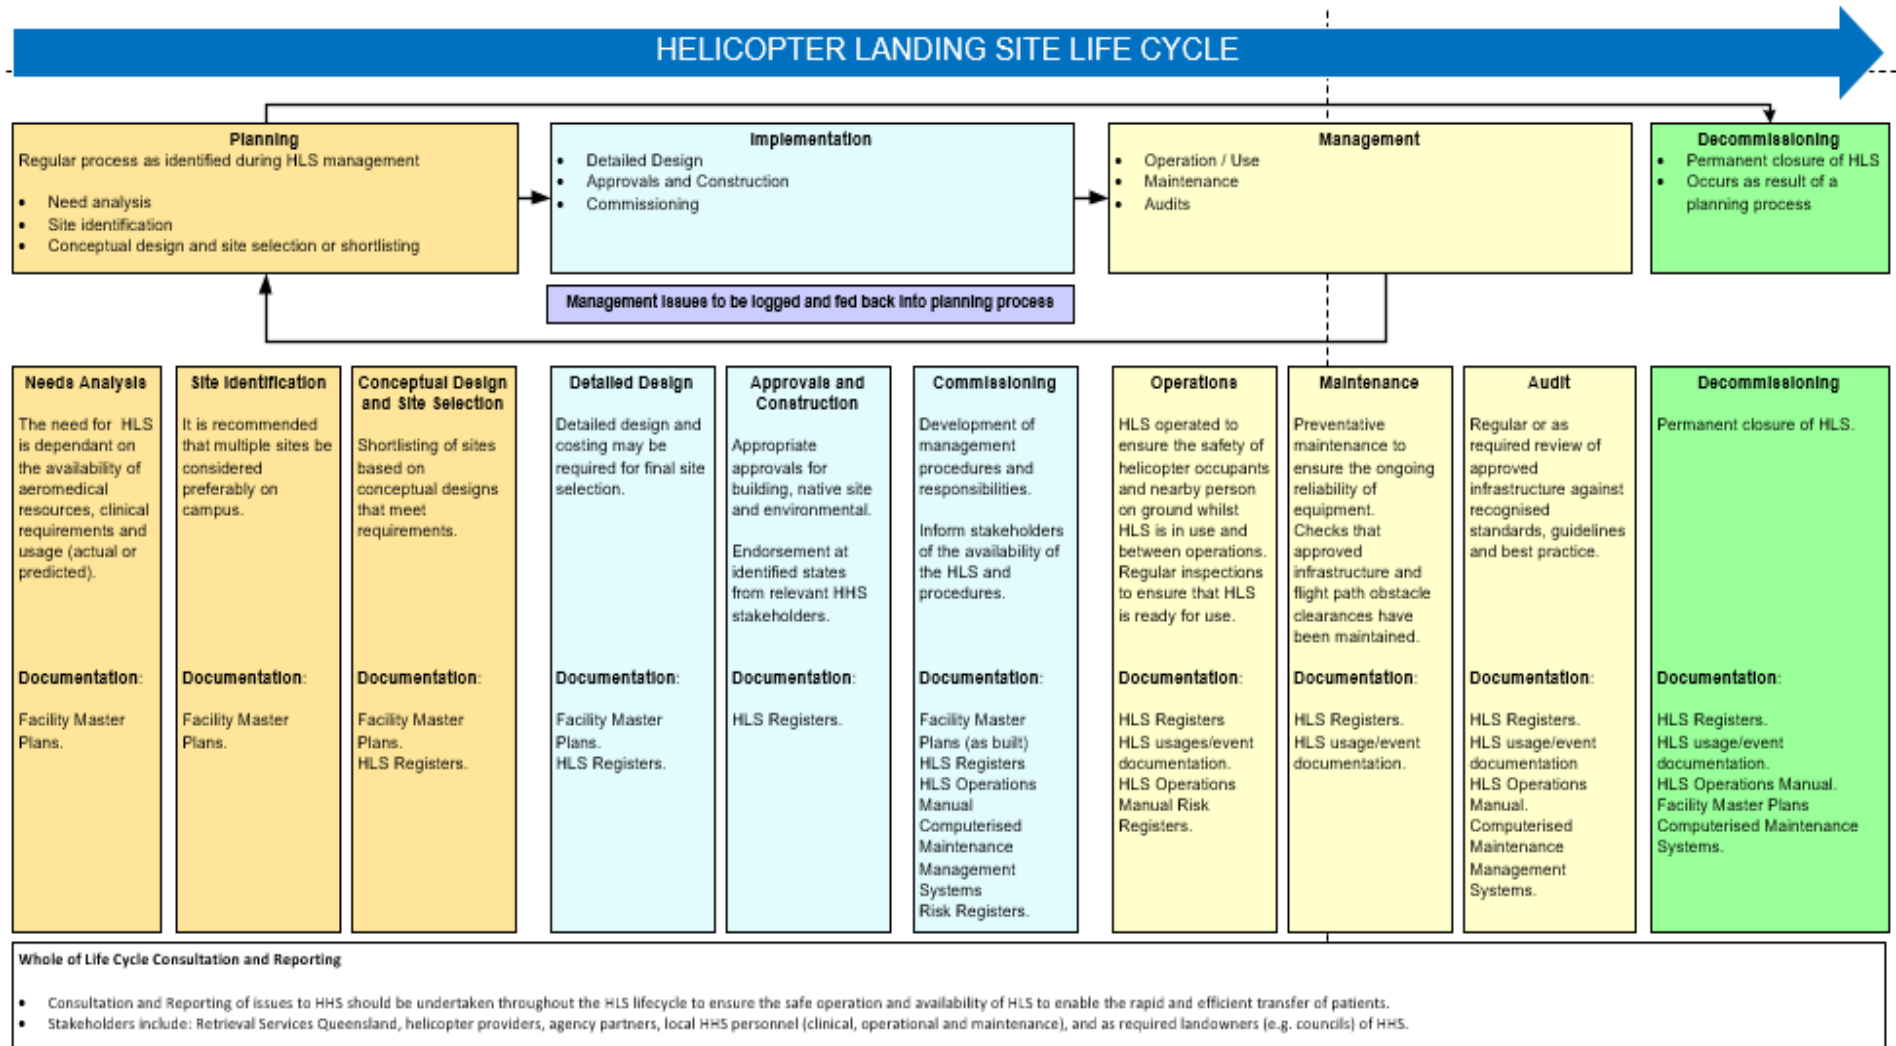 HELICOPTER LANDING SITE LIFE CYCLE
Planning
Regular process as identified during HLS management
• Need analysis
• Site identification
• Conceptual design and site selection or shortlisting
Implementation
• Detailed Design
• Approvals and Construction
• Commissioning
Management
• Operation / Use
• Maintenance
• Audits
Decommissioning
• Permanent closure of HLS
• Occurs as result of a
planning process
Management issues to be logged and fed back into planning process
Needs Analysis
The need for HLS
is dependant on
the availability of
aeromedical
resources, clinical
requirements and
usage (actual or
predicted).
Documentation:
Facility Master
Plans.
Site Identification
It is recommended
that multiple sites be
considered
preferably on
campus.
Documentation:
Facility Master
Plans.
Conceptual Design
and Site Selection
Shortlisting of sites
based on
conceptual designs
that meet
requirements.
Documentation:
Facility Master
Plans.
HLS Registers.
Detailed Design
Detailed design and
costing may be
required for final site
selection.
Documentation:
Facility Master
Plans.
HLS Registers.
Approvals and
Construction
Appropriate
approvals for
building, native site
and environmental.
Endorsement at
identified states
from relevant HHS
stakeholders.
Documentation:
HLS Registers.
Commissioning
Development of
management
procedures and
responsibilities.
Inform stakeholders
of the availability of
the HLS and
procedures.
Documentation:
Facility Master
Plans (as built)
HLS Registers
HLS Operations
Manual
Computerised
Maintenance
Management
Systems
Risk Registers.
Operations
HLS operated to
ensure the safety of
helicopter occupants
and nearby person
on ground whilst
HLS is in use and
between operations.
Regular inspections
to ensure that HLS
is ready for use.
Documentation:
HLS Registers
HLS usages/event
documentation.
HLS Operations
Manual Risk
Registers.
Maintenance
Preventative
maintenance to
ensure the ongoing
reliability of
equipment.
Checks that
approved
infrastructure and
flight path obstacle
clearances have
been maintained.
Documentation:
HLS Registers.
HLS usage/event
documentation.
Audit
Regular or as
required review of
approved
infrastructure against
recognised
standards, guidelines
and best practice.
Documentation:
HLS Registers.
HLS usage/event
documentation
HLS Operations
Manual.
Computerised
Maintenance
Management
Systems.
Decommissioning
Permanent closure of HLS.
Documentation:
HLS Registers.
HLS usage/event
documentation.
HLS Operations Manual.
Facility Master Plans
Computerised Maintenance
Systems.
Whole of Life Cycle Consultation and Reporting
• Consultation and Reporting of issues to HHS should be undertaken throughout the HLS lifecycle to ensure the safe operation and availability of HLS to enable the rapid and efficient transfer of patients.
• Stakeholders include: Retrieval Services Queensland, helicopter providers, agency partners, local HHS personnel (clinical, operational and maintenance), and as required landowners (e.g. councils) of HHS.